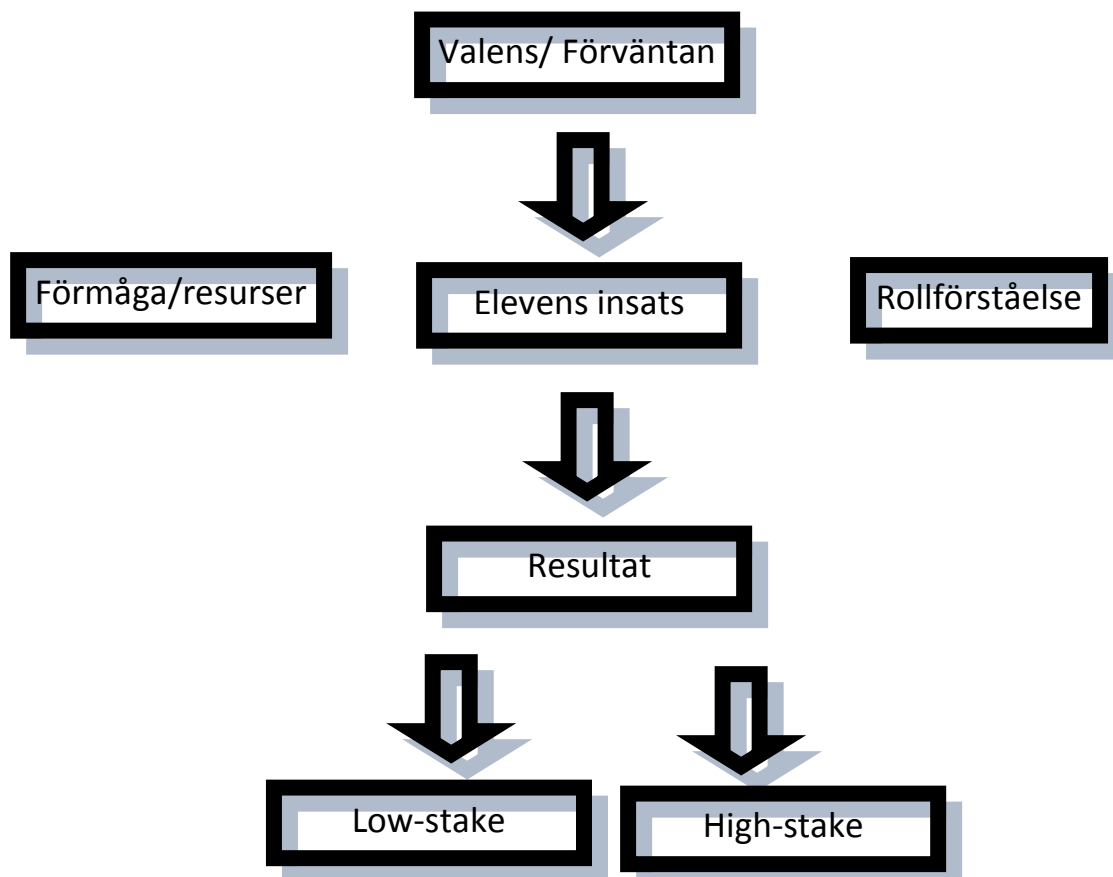 Valens/ Förväntan
Förmåga/resurser
Elevens insats
Rollförståelse
Resultat
Low-stake
High-stake